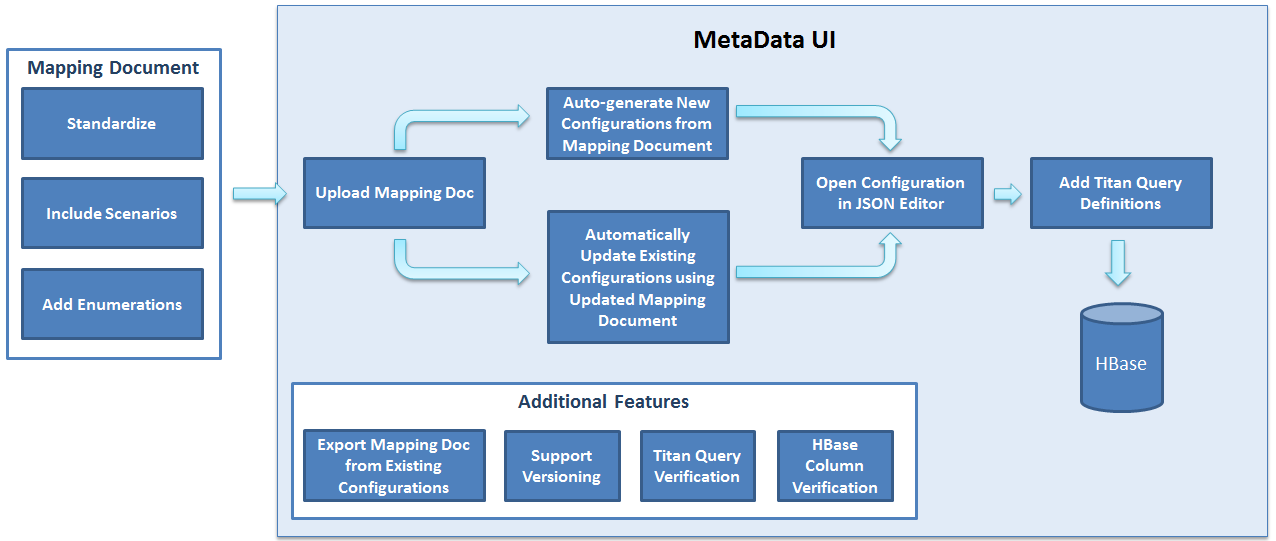 MetaData UI
Mapping Document
Standardize
Include Scenarios
Add Enumerations
Upload Mapping Doc
Auto-generate New
Configurations from
Mapping Document
Automatically
Update Existing
Configurations using
Updated Mapping
Document
Open Configuration
in JSON Editor
Add Titan Query
Definitions
HBase
Additional Features
Export Mapping Doc
from Existing
Configurations
Support
Versioning
Titan Query
Verification
HBase
Column
Verification